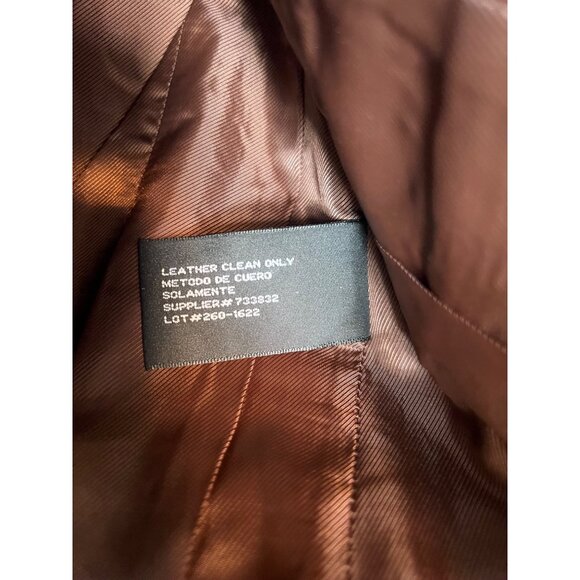 LEATHER CLEAN ONLY
METODO DE CUERO
SOLAMENTE
SUPPLIER# 733832
LOT#260-1622